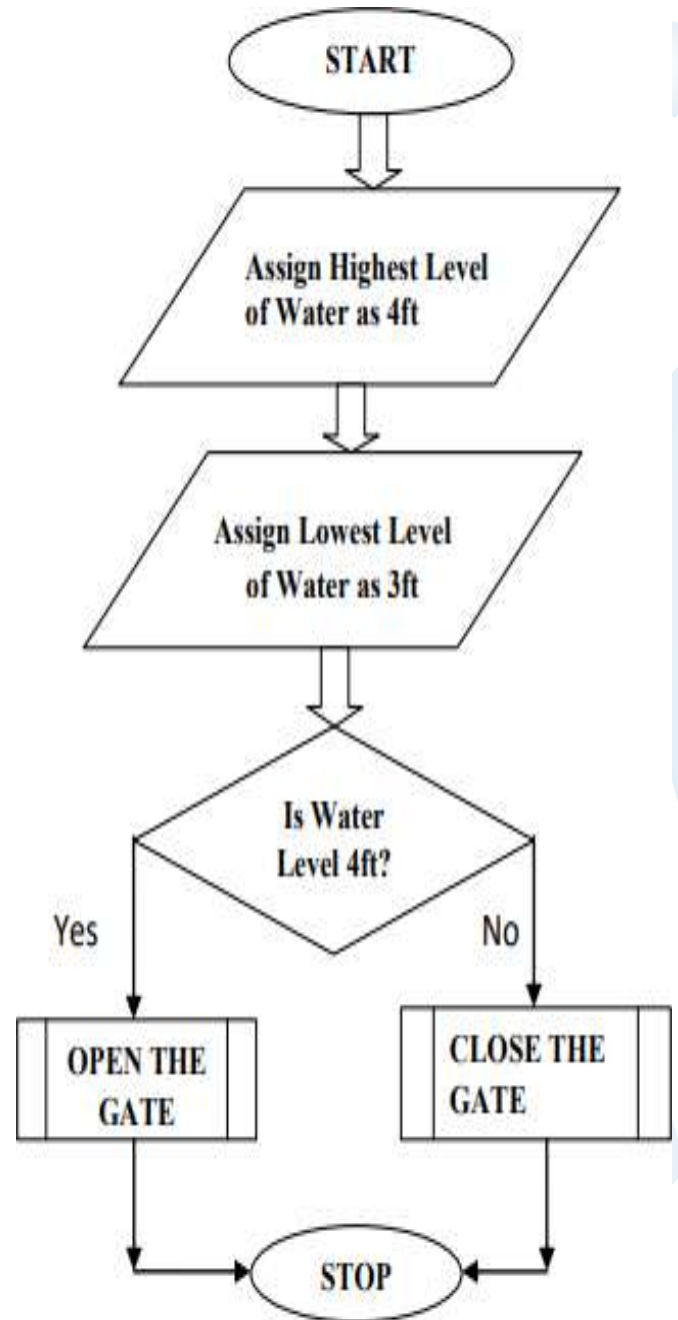 START
Assign Highest Level
of Water as 4ft
Assign Lowest Level
of Water as 3ft
Is Water
Level 4ft?
Yes
No
OPEN THE
GATE
CLOSE THE
GATE
STOP